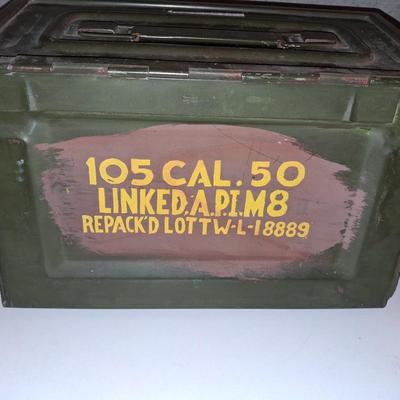 105 CAL. 50
LINKED.A.P.I.M8
REPACK'D LOT TW-L-18889